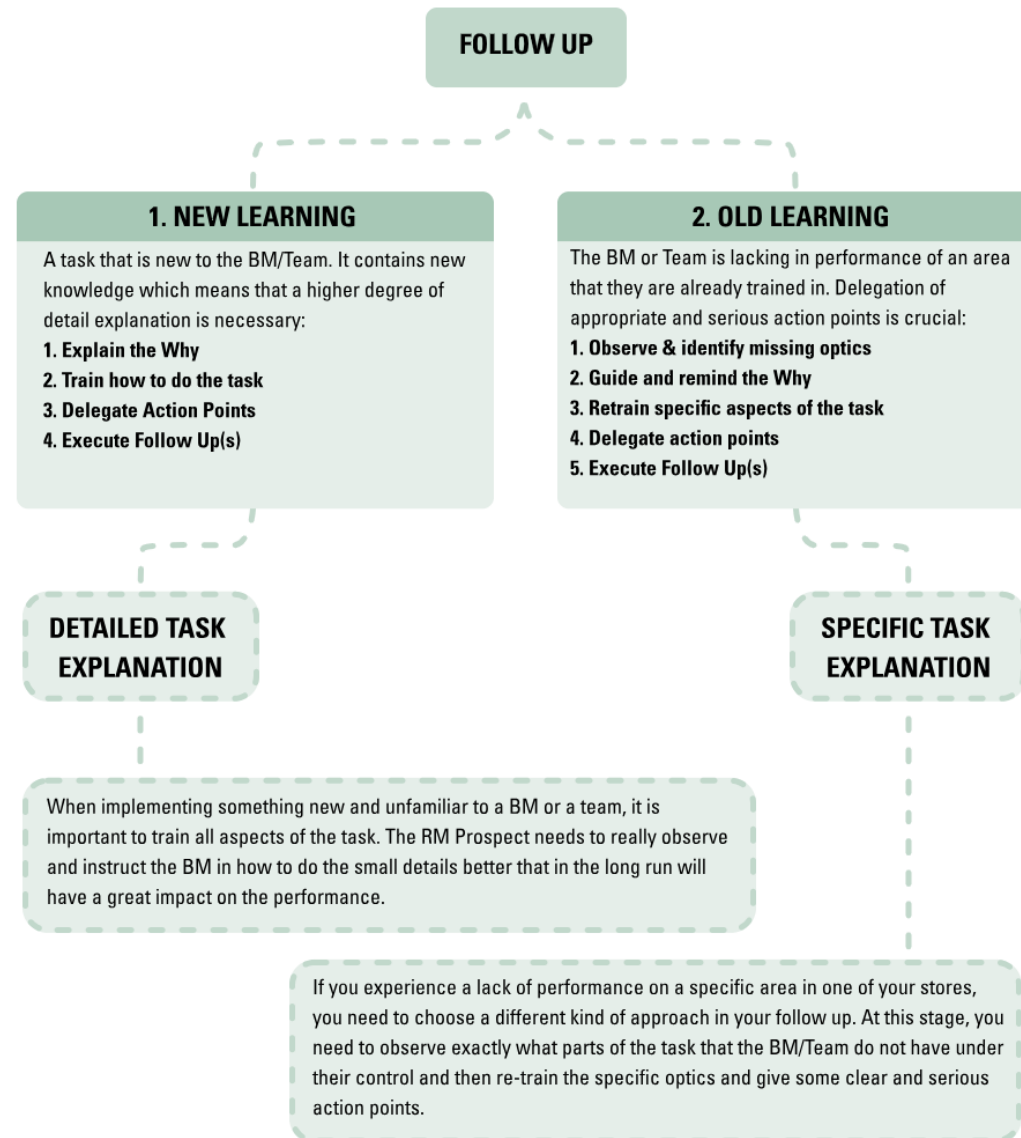 FOLLOW UP
1. NEW LEARNING
A task that is new to the BM/Team. It contains new
knowledge which means that a higher degree of
detail explanation is necessary:
1. Explain the Why
2. Train how to do the task
3. Delegate Action Points
4. Execute Follow Up(s)
2. OLD LEARNING
The BM or Team is lacking in performance of an area
that they are already trained in. Delegation of
appropriate and serious action points is crucial:
1. Observe & identify missing optics
2. Guide and remind the Why
3. Retrain specific aspects of the task
4. Delegate action points
5. Execute Follow Up(s)
DETAILED TASK
EXPLANATION
SPECIFIC TASK
EXPLANATION
When implementing something new and unfamiliar to a BM or a team, it is
important to train all aspects of the task. The RM Prospect needs to really observe
and instruct the BM in how to do the small details better that in the long run will
have a great impact on the performance.
If you experience a lack of performance on a specific area in one of your stores,
you need to choose a different kind of approach in your follow up. At this stage, you
need to observe exactly what parts of the task that the BM/Team do not have under
their control and then re-train the specific optics and give some clear and serious
action points.